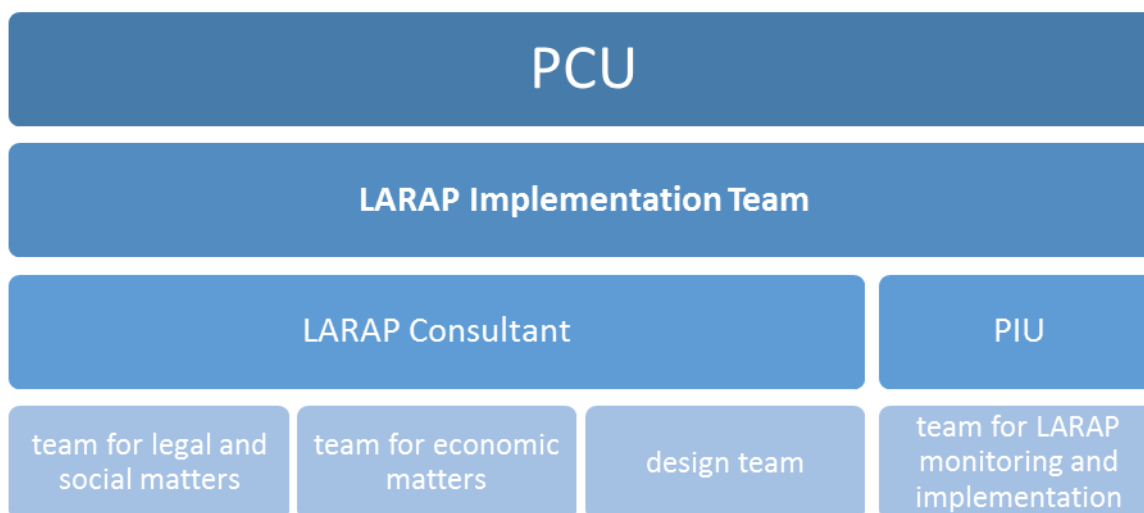 PCU
LARAP Implementation Team
LARAP Consultant
PIU
team for legal and
social matters
team for economic
matters
design team
team for LARAP
monitoring and
implementation